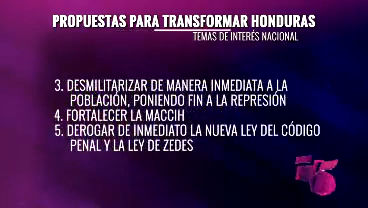 PROPUESTAS PARA TRANSFORMAR HONDURAS
TEMAS DE INTERÉS NACIONAL
3. DESMILITARIZAR DE MANERA INMEDIATA A LA
POBLACIÓN, PONIENDO FIN A LA REPRESIÓN
4. FORTALECER LA MACCIH
5. DEROGAR DE INMEDIATO LA NUEVA LEY DEL CÓDIGO
PENAL Y LA LEY DE ZEDES